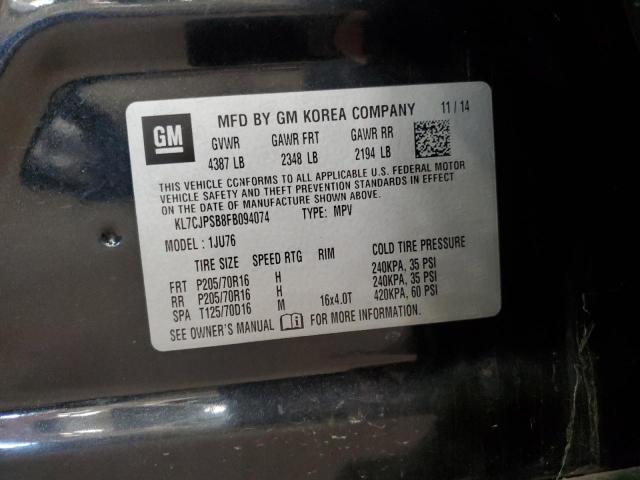 GM
MFD BY GM KOREA COMPANY 11 / 14
GVWR GAWR FRT GAWR RR
4387 LB 2348 LB 2194 LB
THIS VEHICLE CONFORMS TO ALL APPLICABLE U.S. FEDERAL MOTOR
VEHICLE SAFETY AND THEFT PREVENTION STANDARDS IN EFFECT
ON THE DATE OF MANUFACTURE SHOWN ABOVE.
KL7CJPSB8FB094074 TYPE: MPV
MODEL : 1JU76
TIRE SIZE SPEED RTG RIM COLD TIRE PRESSURE
FRT P205/70R16 H 240KPA, 35 PSI
RR P205/70R16 H 240KPA, 35 PSI
SPA T125/70D16 M 16x4.0T 420KPA, 60 PSI
SEE OWNER'S MANUAL FOR MORE INFORMATION.